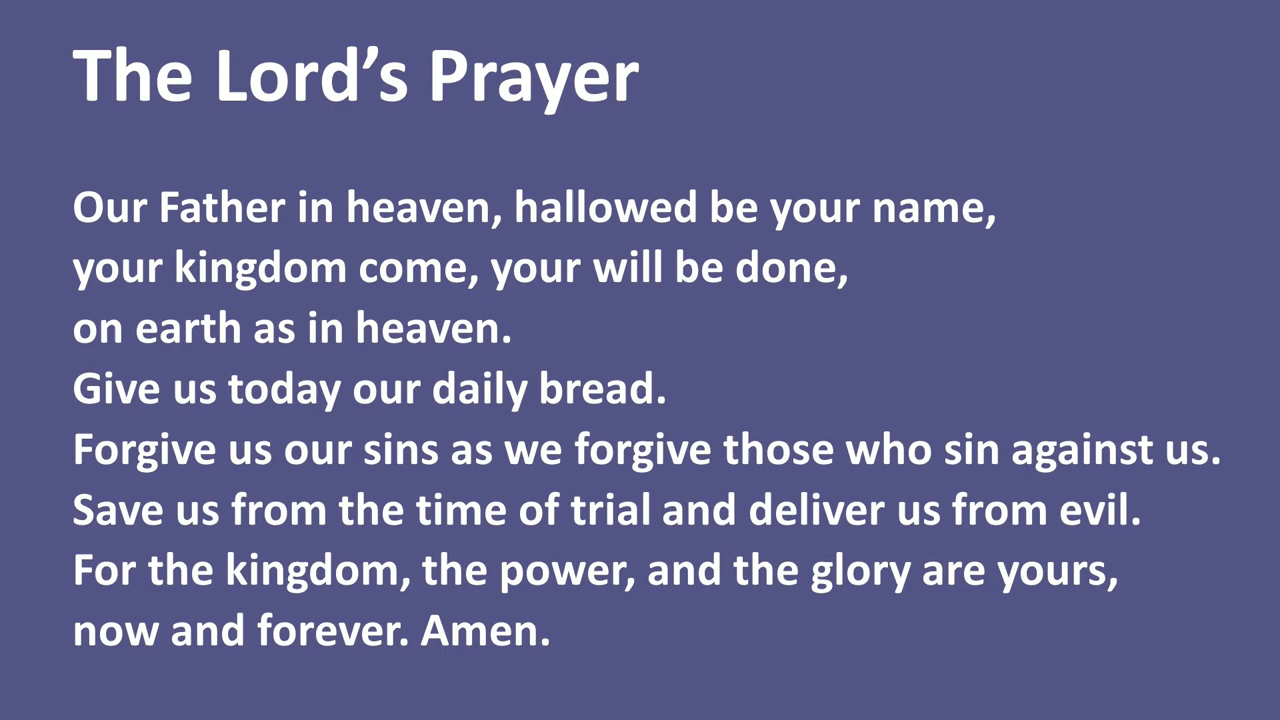 The Lord’s Prayer
Our Father in heaven, hallowed be your name,
your kingdom come, your will be done,
on earth as in heaven.
Give us today our daily bread.
Forgive us our sins as we forgive those who sin against us.
Save us from the time of trial and deliver us from evil.
For the kingdom, the power, and the glory are yours,
now and forever. Amen.